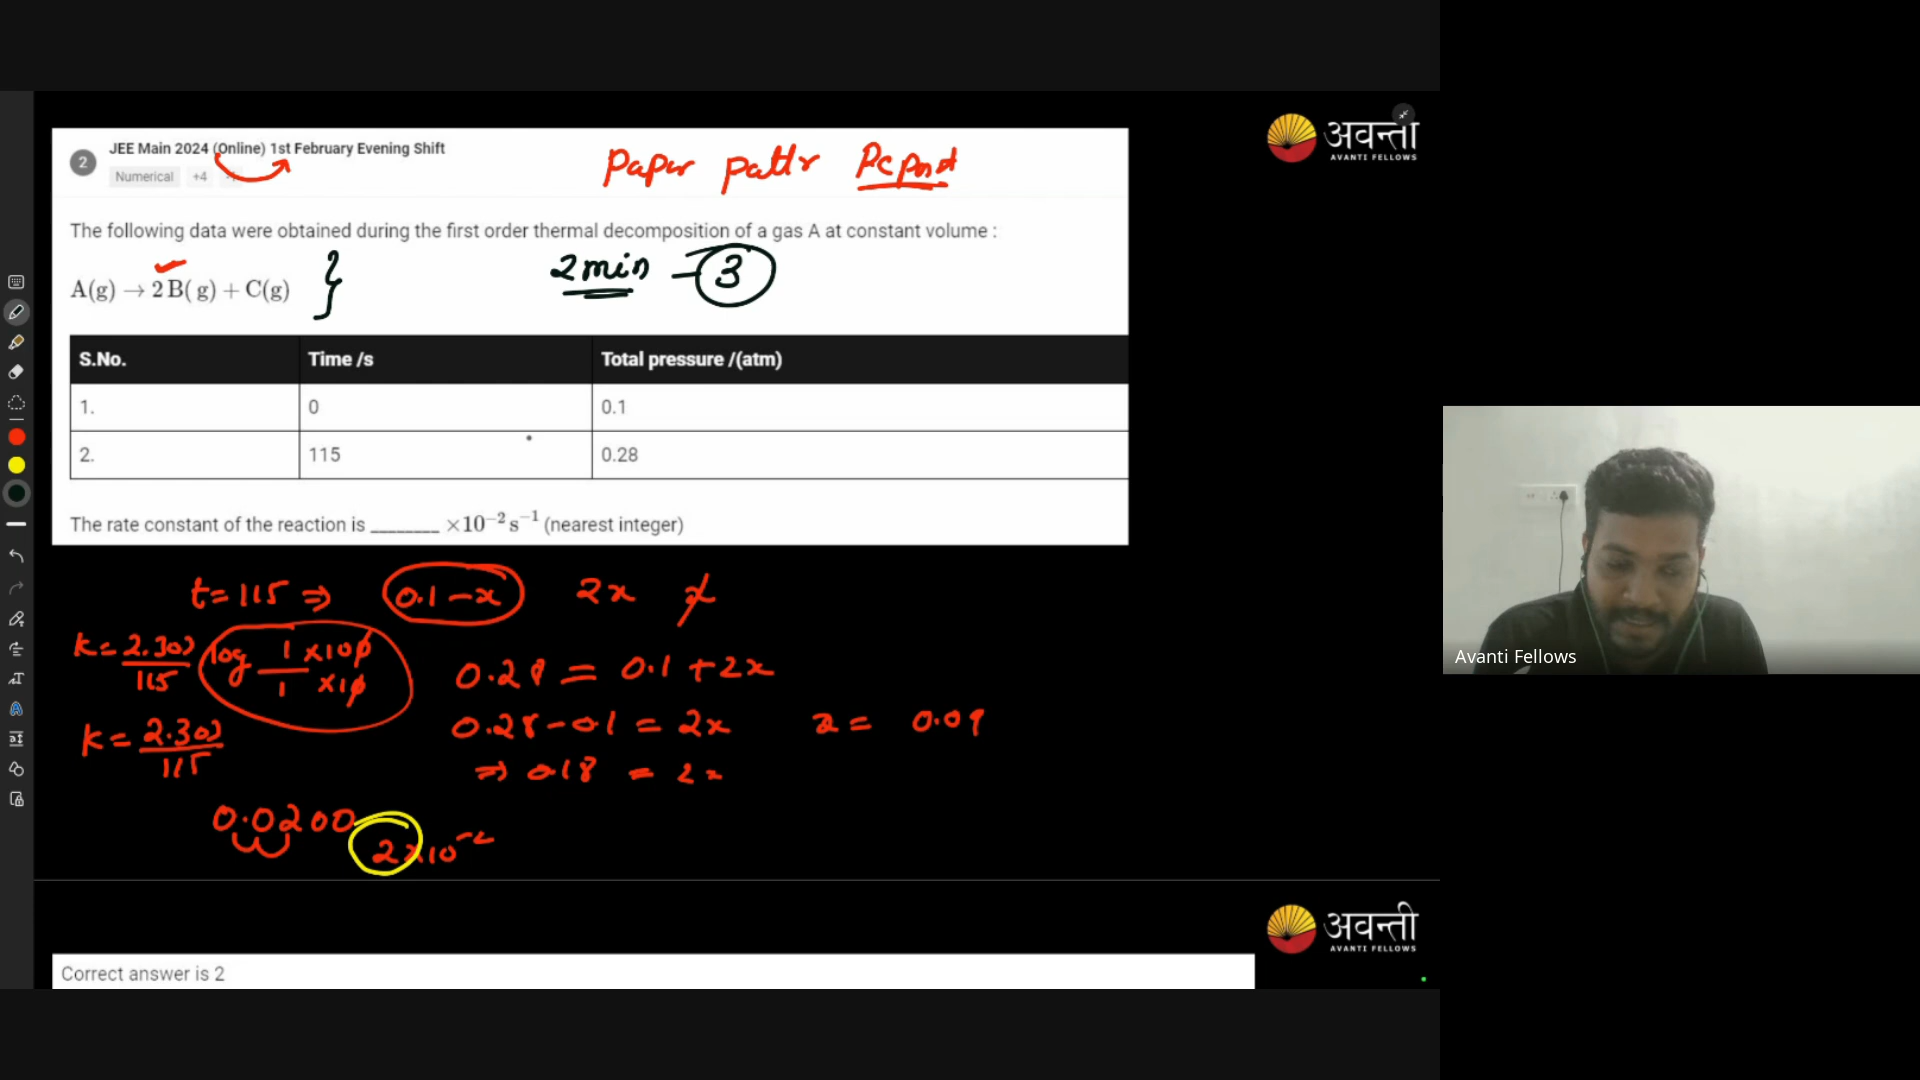 अवन्ती
AVANTI FELLOWS
2
JEE Main 2024 (Online) 1st February Evening Shift
Numerical +4
Paper pattr Repeat
The following data were obtained during the first order thermal decomposition of a gas A at constant volume :
2min - 3
A(g) → 2 B( g) + C(g) }
S.No. Time /s Total pressure /(atm)
1. 0 0.1
2. 115 0.28
The rate constant of the reaction is ________ ×10⁻² s⁻¹ (nearest integer)
t=115 ⇒ 0.1-x 2x x
K= 2.303/115 log 1 ×100/1 ×10
0.28 = 0.1 + 2x
K= 2.303/115
0.28-0.1 = 2x x = 0.09
⇒ 0.18 = 2x
0.0200
2×10⁻²
Avanti Fellows
अवन्ती
AVANTI FELLOWS
Correct answer is 2